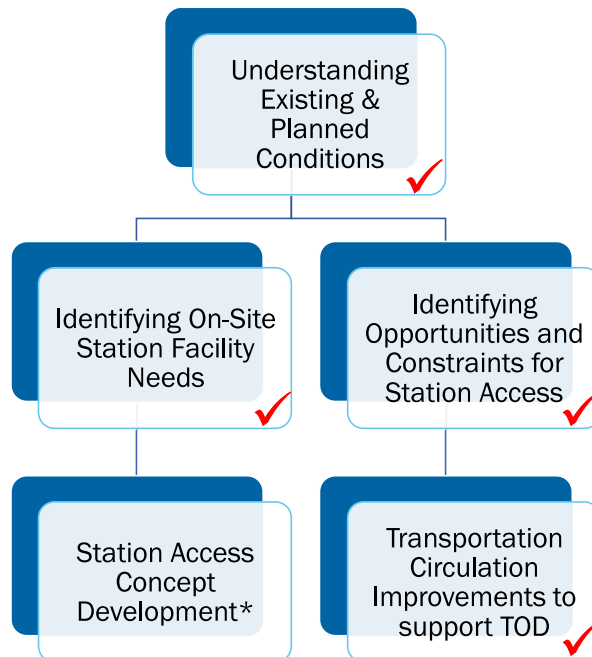 Understanding
Existing &
Planned
Conditions
Identifying On-Site
Station Facility
Needs
Identifying
Opportunities and
Constraints for
Station Access
Station Access
Concept
Development*
Transportation
Circulation
Improvements to
support TOD